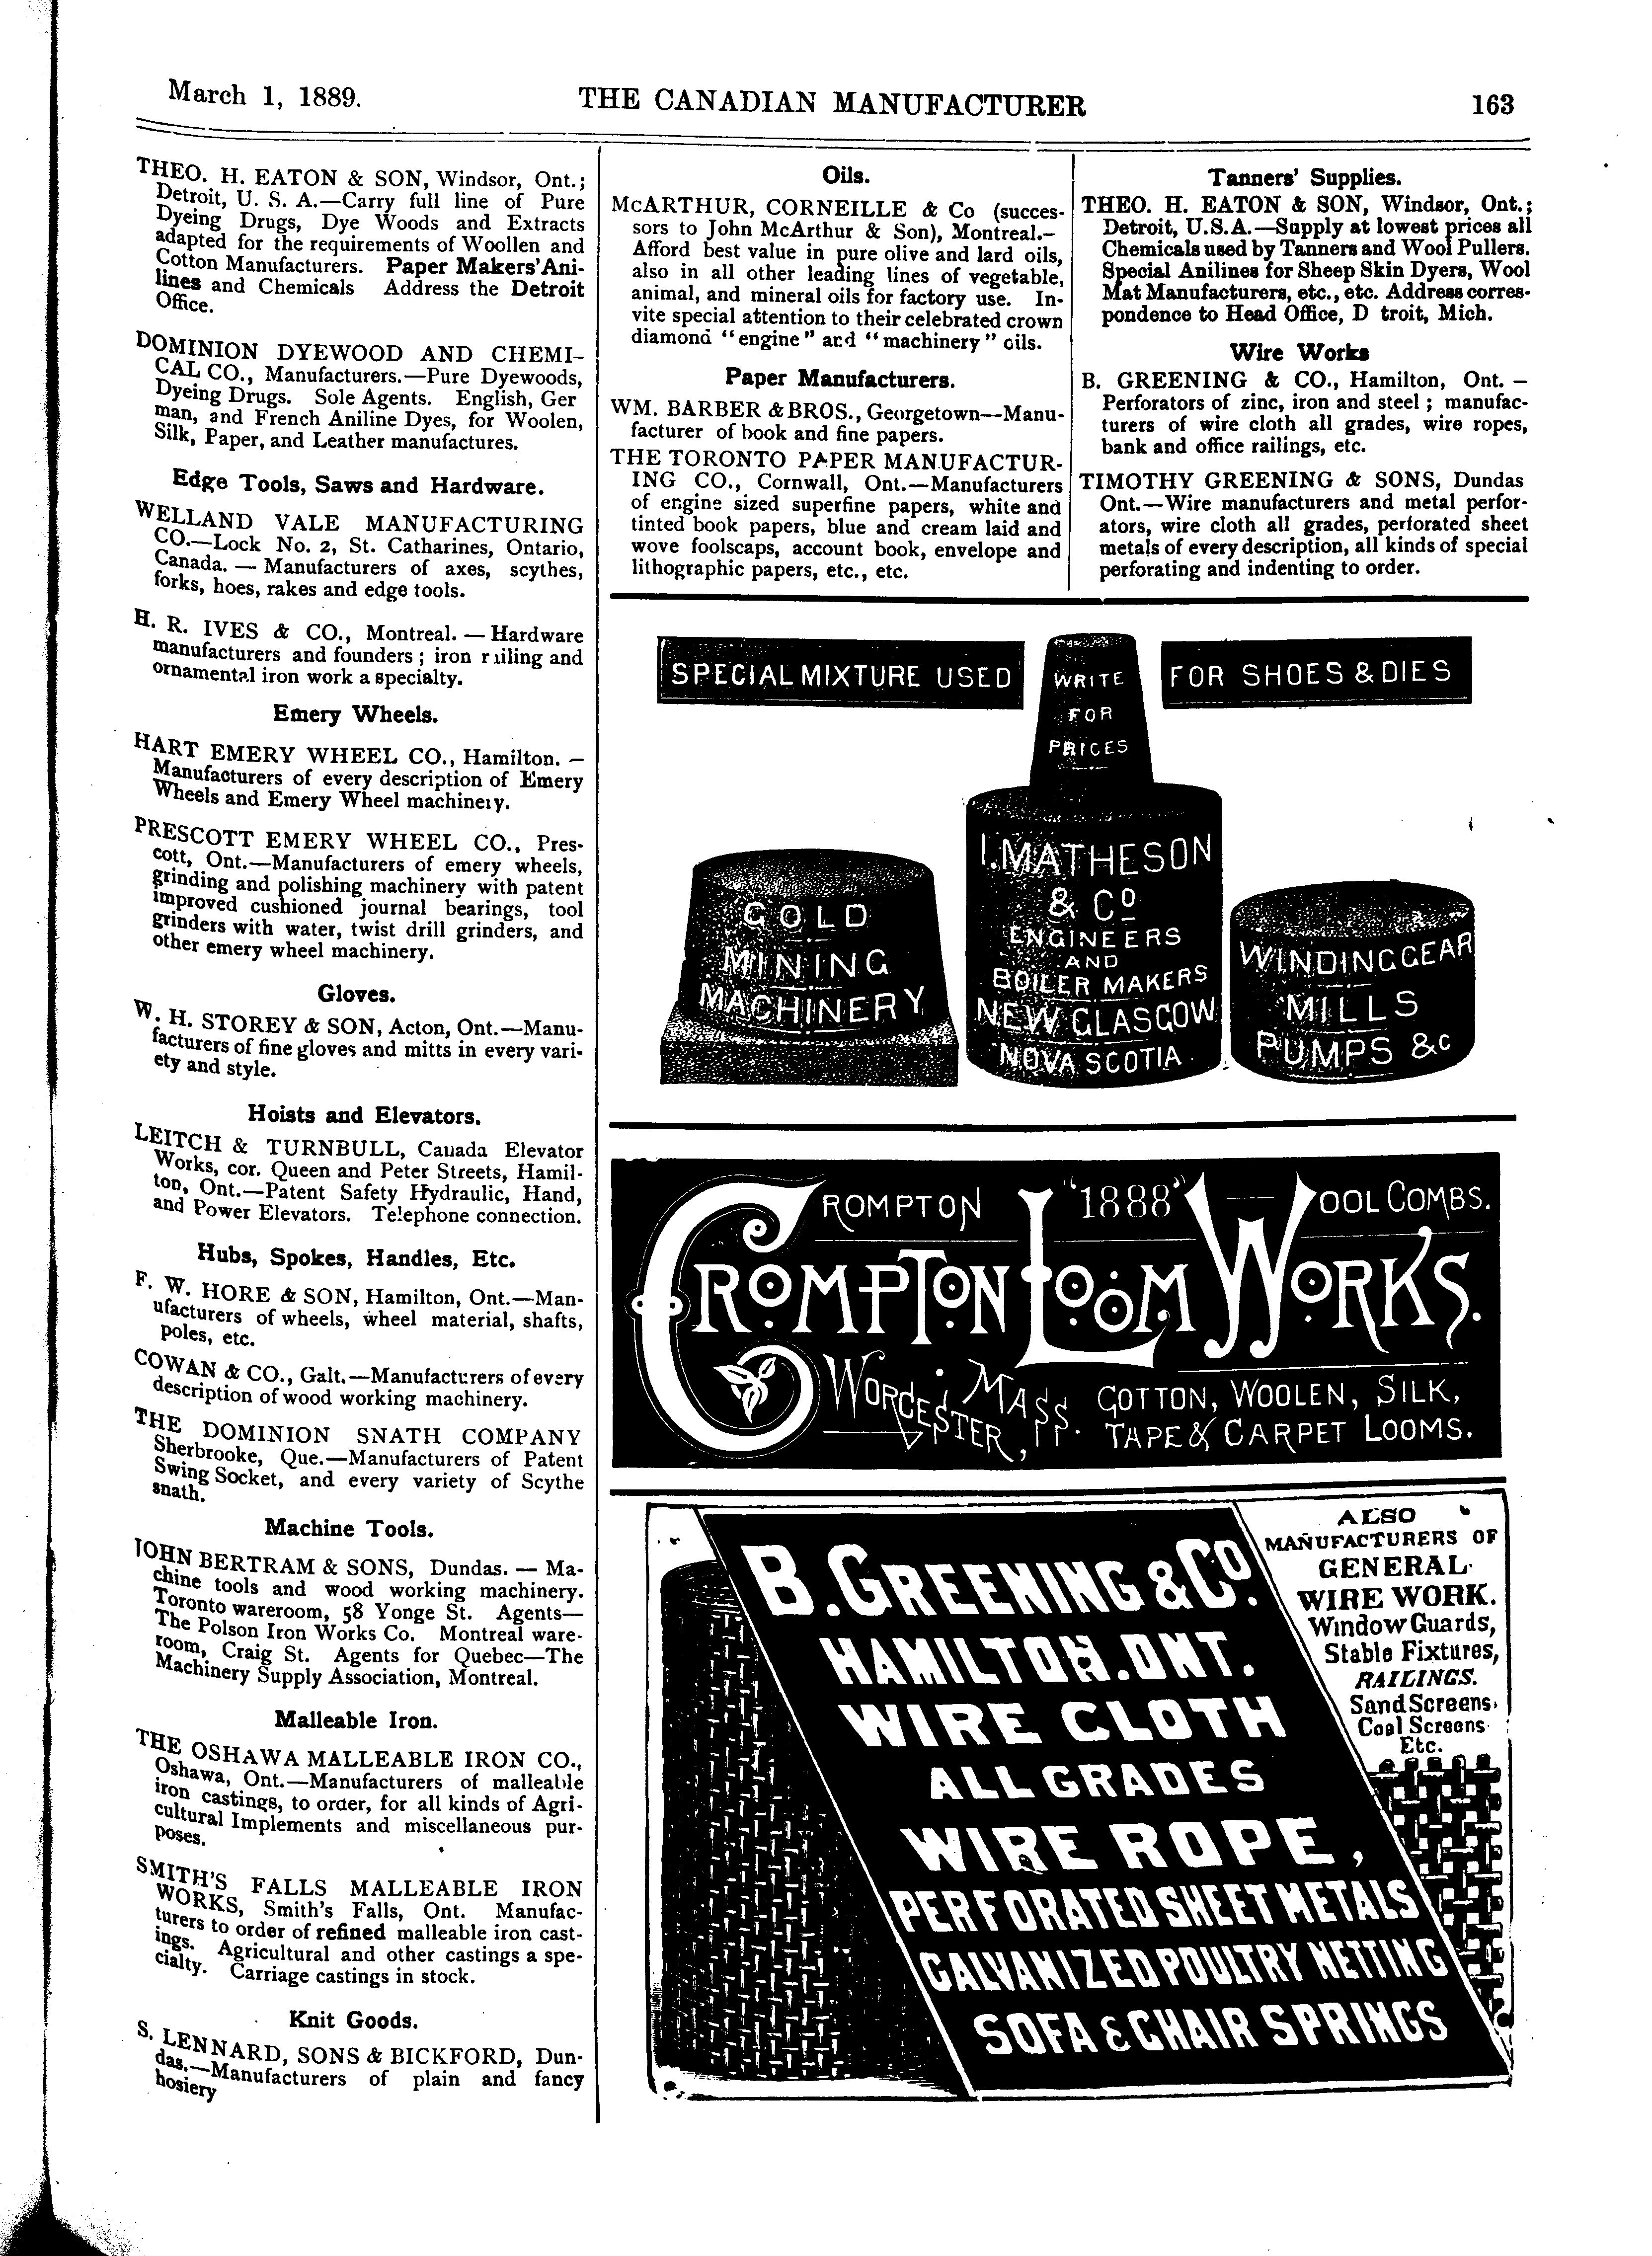 March 1, 1889.
THE CANADIAN MANUFACTURER
163
THEO. H. EATON & SON, Windsor, Ont.;
Detroit, U. S. A.—Carry full line of Pure
Dyeing Drugs, Dye Woods and Extracts
adapted for the requirements of Woollen and
Cotton Manufacturers. Paper Makers' Ani-
lines and Chemicals Address the Detroit
Office.
DOMINION DYEWOOD AND CHEMI-
CAL CO., Manufacturers.—Pure Dyewoods,
Dyeing Drugs. Sole Agents. English, Ger
man, and French Aniline Dyes, for Woolen,
Silk, Paper, and Leather manufactures.
Edge Tools, Saws and Hardware.
WELLAND VALE MANUFACTURING
CO.—Lock No. 2, St. Catharines, Ontario,
Canada. — Manufacturers of axes, scythes,
forks, hoes, rakes and edge tools.
H. R. IVES & CO., Montreal. — Hardware
manufacturers and founders; iron railing and
ornamental iron work a specialty.
Emery Wheels.
HART EMERY WHEEL CO., Hamilton. –
Manufacturers of every description of Emery
Wheels and Emery Wheel machinery.
PRESCOTT EMERY WHEEL CO., Pres-
cott, Ont.—Manufacturers of emery wheels,
grinding and polishing machinery with patent
improved cushioned journal bearings, tool
grinders with water, twist drill grinders, and
other emery wheel machinery.
Gloves.
W. H. STOREY & SON, Acton, Ont.—Manu-
facturers of fine gloves and mitts in every vari-
ety and style.
Hoists and Elevators.
LEITCH & TURNBULL, Canada Elevator
Works, cor. Queen and Peter Streets, Hamil-
ton, Ont.—Patent Safety Hydraulic, Hand,
and Power Elevators. Telephone connection.
Hubs, Spokes, Handles, Etc.
F. W. HORE & SON, Hamilton, Ont.—Man-
ufacturers of wheels, wheel material, shafts,
poles, etc.
COWAN & CO., Galt.—Manufacturers of every
description of wood working machinery.
THE DOMINION SNATH COMPANY
Sherbrooke, Que.—Manufacturers of Patent
Swing Socket, and every variety of Scythe
snath.
Machine Tools.
JOHN BERTRAM & SONS, Dundas. — Ma-
chine tools and wood working machinery.
Toronto wareroom, 58 Yonge St. Agents—
The Polson Iron Works Co. Montreal ware-
room, Craig St. Agents for Quebec—The
Machinery Supply Association, Montreal.
Malleable Iron.
THE OSHAWA MALLEABLE IRON CO.,
Oshawa, Ont.—Manufacturers of malleable
iron castings, to order, for all kinds of Agri-
cultural Implements and miscellaneous pur-
poses.
SMITH'S FALLS MALLEABLE IRON
WORKS, Smith's Falls, Ont. Manufac-
turers to order of refined malleable iron cast-
ings. Agricultural and other castings a spe-
cialty. Carriage castings in stock.
Knit Goods.
S. LENNARD, SONS & BICKFORD, Dun-
das.—Manufacturers of plain and fancy
hosiery
Oils.
McARTHUR, CORNEILLE & Co (succes-
sors to John McArthur & Son), Montreal.–
Afford best value in pure olive and lard oils,
also in all other leading lines of vegetable,
animal, and mineral oils for factory use. In-
vite special attention to their celebrated crown
diamond "engine" and "machinery" oils.
Paper Manufacturers.
WM. BARBER & BROS., Georgetown—Manu-
facturer of book and fine papers.
THE TORONTO PAPER MANUFACTUR-
ING CO., Cornwall, Ont.—Manufacturers
of engine sized superfine papers, white and
tinted book papers, blue and cream laid and
wove foolscaps, account book, envelope and
lithographic papers, etc., etc.
Tanners' Supplies.
THEO. H. EATON & SON, Windsor, Ont.;
Detroit, U.S.A.—Supply at lowest prices all
Chemicals used by Tanners and Wool Pullers.
Special Anilines for Sheep Skin Dyers, Wool
Mat Manufacturers, etc., etc. Address corres-
pondence to Head Office, D troit, Mich.
Wire Works
B. GREENING & CO., Hamilton, Ont. –
Perforators of zinc, iron and steel; manufac-
turers of wire cloth all grades, wire ropes,
bank and office railings, etc.
TIMOTHY GREENING & SONS, Dundas
Ont.—Wire manufacturers and metal perfor-
ators, wire cloth all grades, perforated sheet
metals of every description, all kinds of special
perforating and indenting to order.
SPECIAL MIXTURE USED
FOR SHOES & DIES
WRITE
FOR
PRICES
GOLD
MINING
MACHINERY
I. MATHESON
& Co
ENGINEERS
AND
BOILER MAKERS
NEW GLASGOW
NOVA SCOTIA
WINDING GEAR
MILLS
PUMPS &c
CROMPTON "1888" WOOL COMBS.
CROMPTON LOOM WORKS.
WORCESTER, MASS.
COTTON, WOOLEN, SILK,
TAPE & CARPET LOOMS.
B. GREENING & Co.
HAMILTON. ONT.
WIRE CLOTH
ALL GRADES
WIRE ROPE,
PERFORATED SHEET METALS
GALVANIZED POULTRY NETTING
SOFA & CHAIR SPRINGS
ALSO
MANUFACTURERS OF
GENERAL
WIRE WORK.
Window Guards,
Stable Fixtures,
RAILINGS.
Sand Screens,
Coal Screens
Etc.